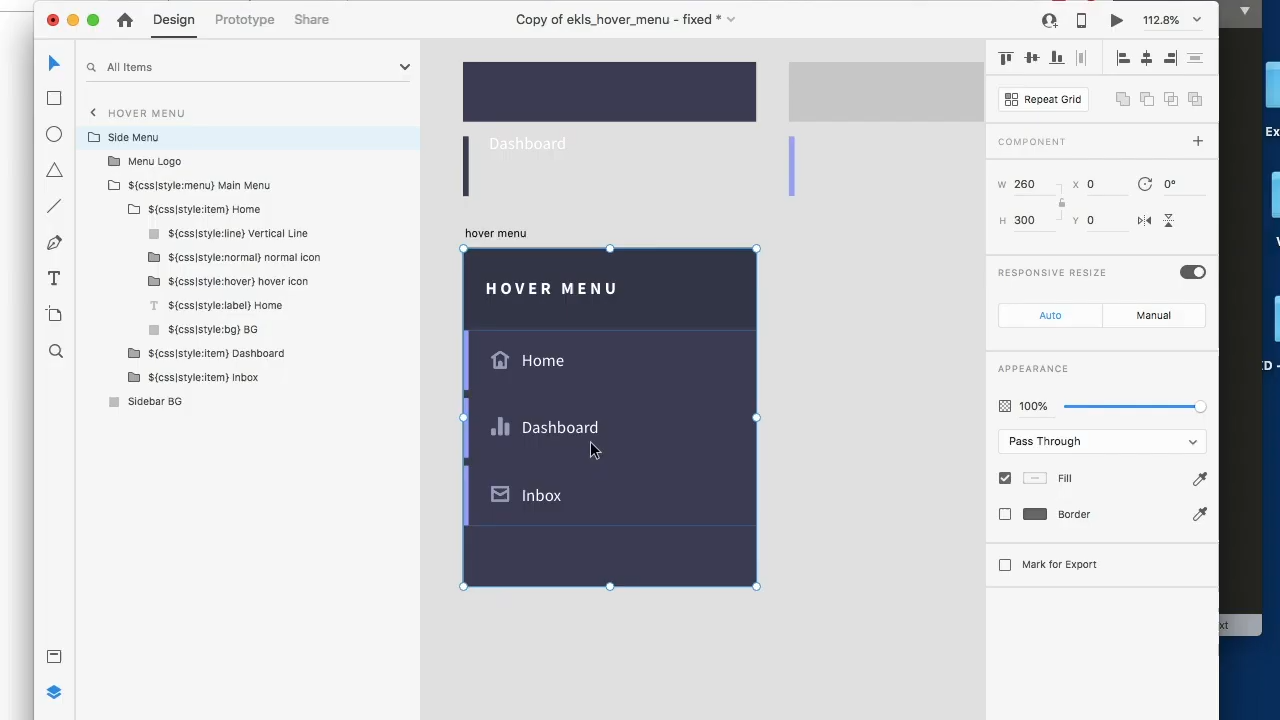 Design
Prototype
Share
Copy of ekls_hover_menu - fixed *
112.8%
All Items
HOVER MENU
Side Menu
Menu Logo
${css|style:menu} Main Menu
${css|style:item} Home
${css|style:line} Vertical Line
${css|style:normal} normal icon
${css|style:hover} hover icon
T ${css|style:label} Home
${css|style:bg} BG
${css|style:item} Dashboard
${css|style:item} Inbox
Sidebar BG
Dashboard
hover menu
HOVER MENU
Home
Dashboard
Inbox
Repeat Grid
COMPONENT
W 260 X 0 0°
H 300 Y 0
RESPONSIVE RESIZE
Auto Manual
APPEARANCE
100%
Pass Through
Fill
Border
Mark for Export
Ex
D -
xt